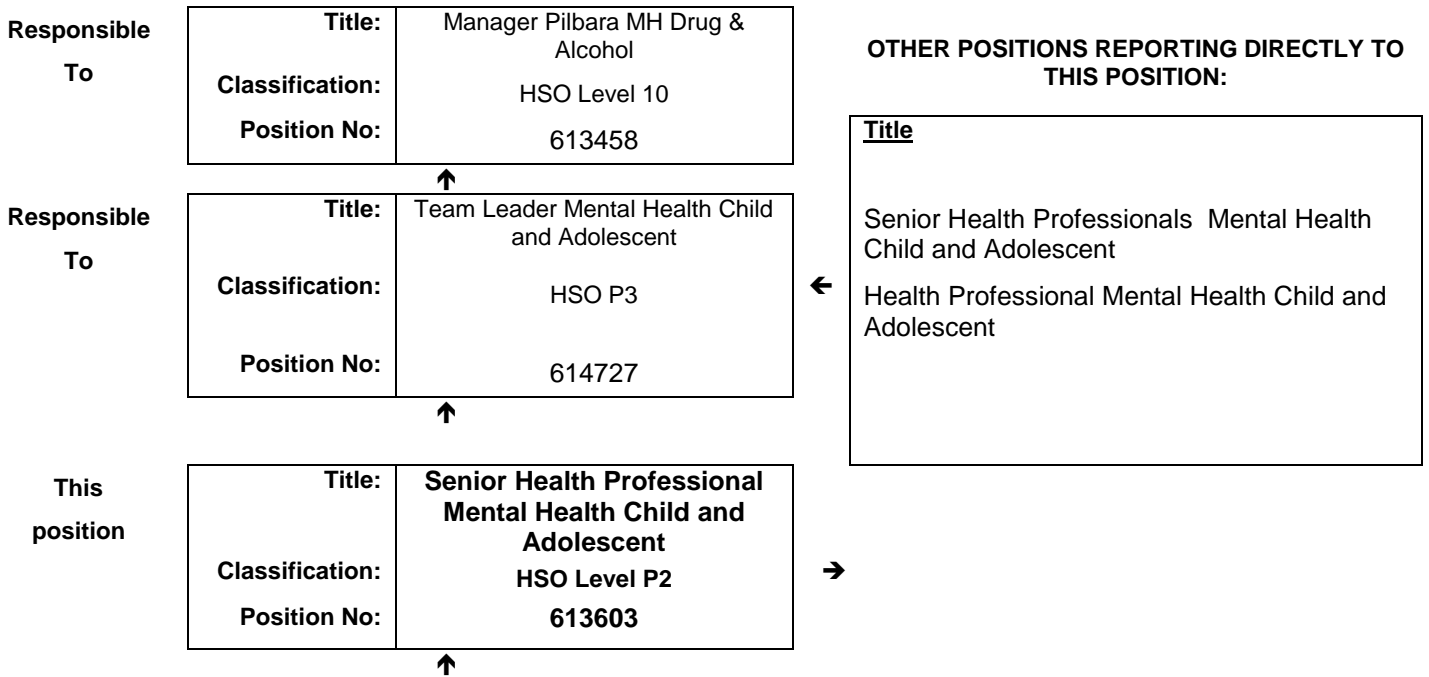 Responsible
To
Title:
Manager Pilbara MH Drug &
Alcohol
Classification:
HSO Level 10
Position No:
613458
OTHER POSITIONS REPORTING DIRECTLY TO
THIS POSITION:
Responsible
To
Title:
Team Leader Mental Health Child
and Adolescent
Classification:
HSO P3
Position No:
614727
Title
Senior Health Professionals Mental Health
Child and Adolescent
Health Professional Mental Health Child and
Adolescent
This
position
Title:
Senior Health Professional
Mental Health Child and
Adolescent
Classification:
HSO Level P2
Position No:
613603